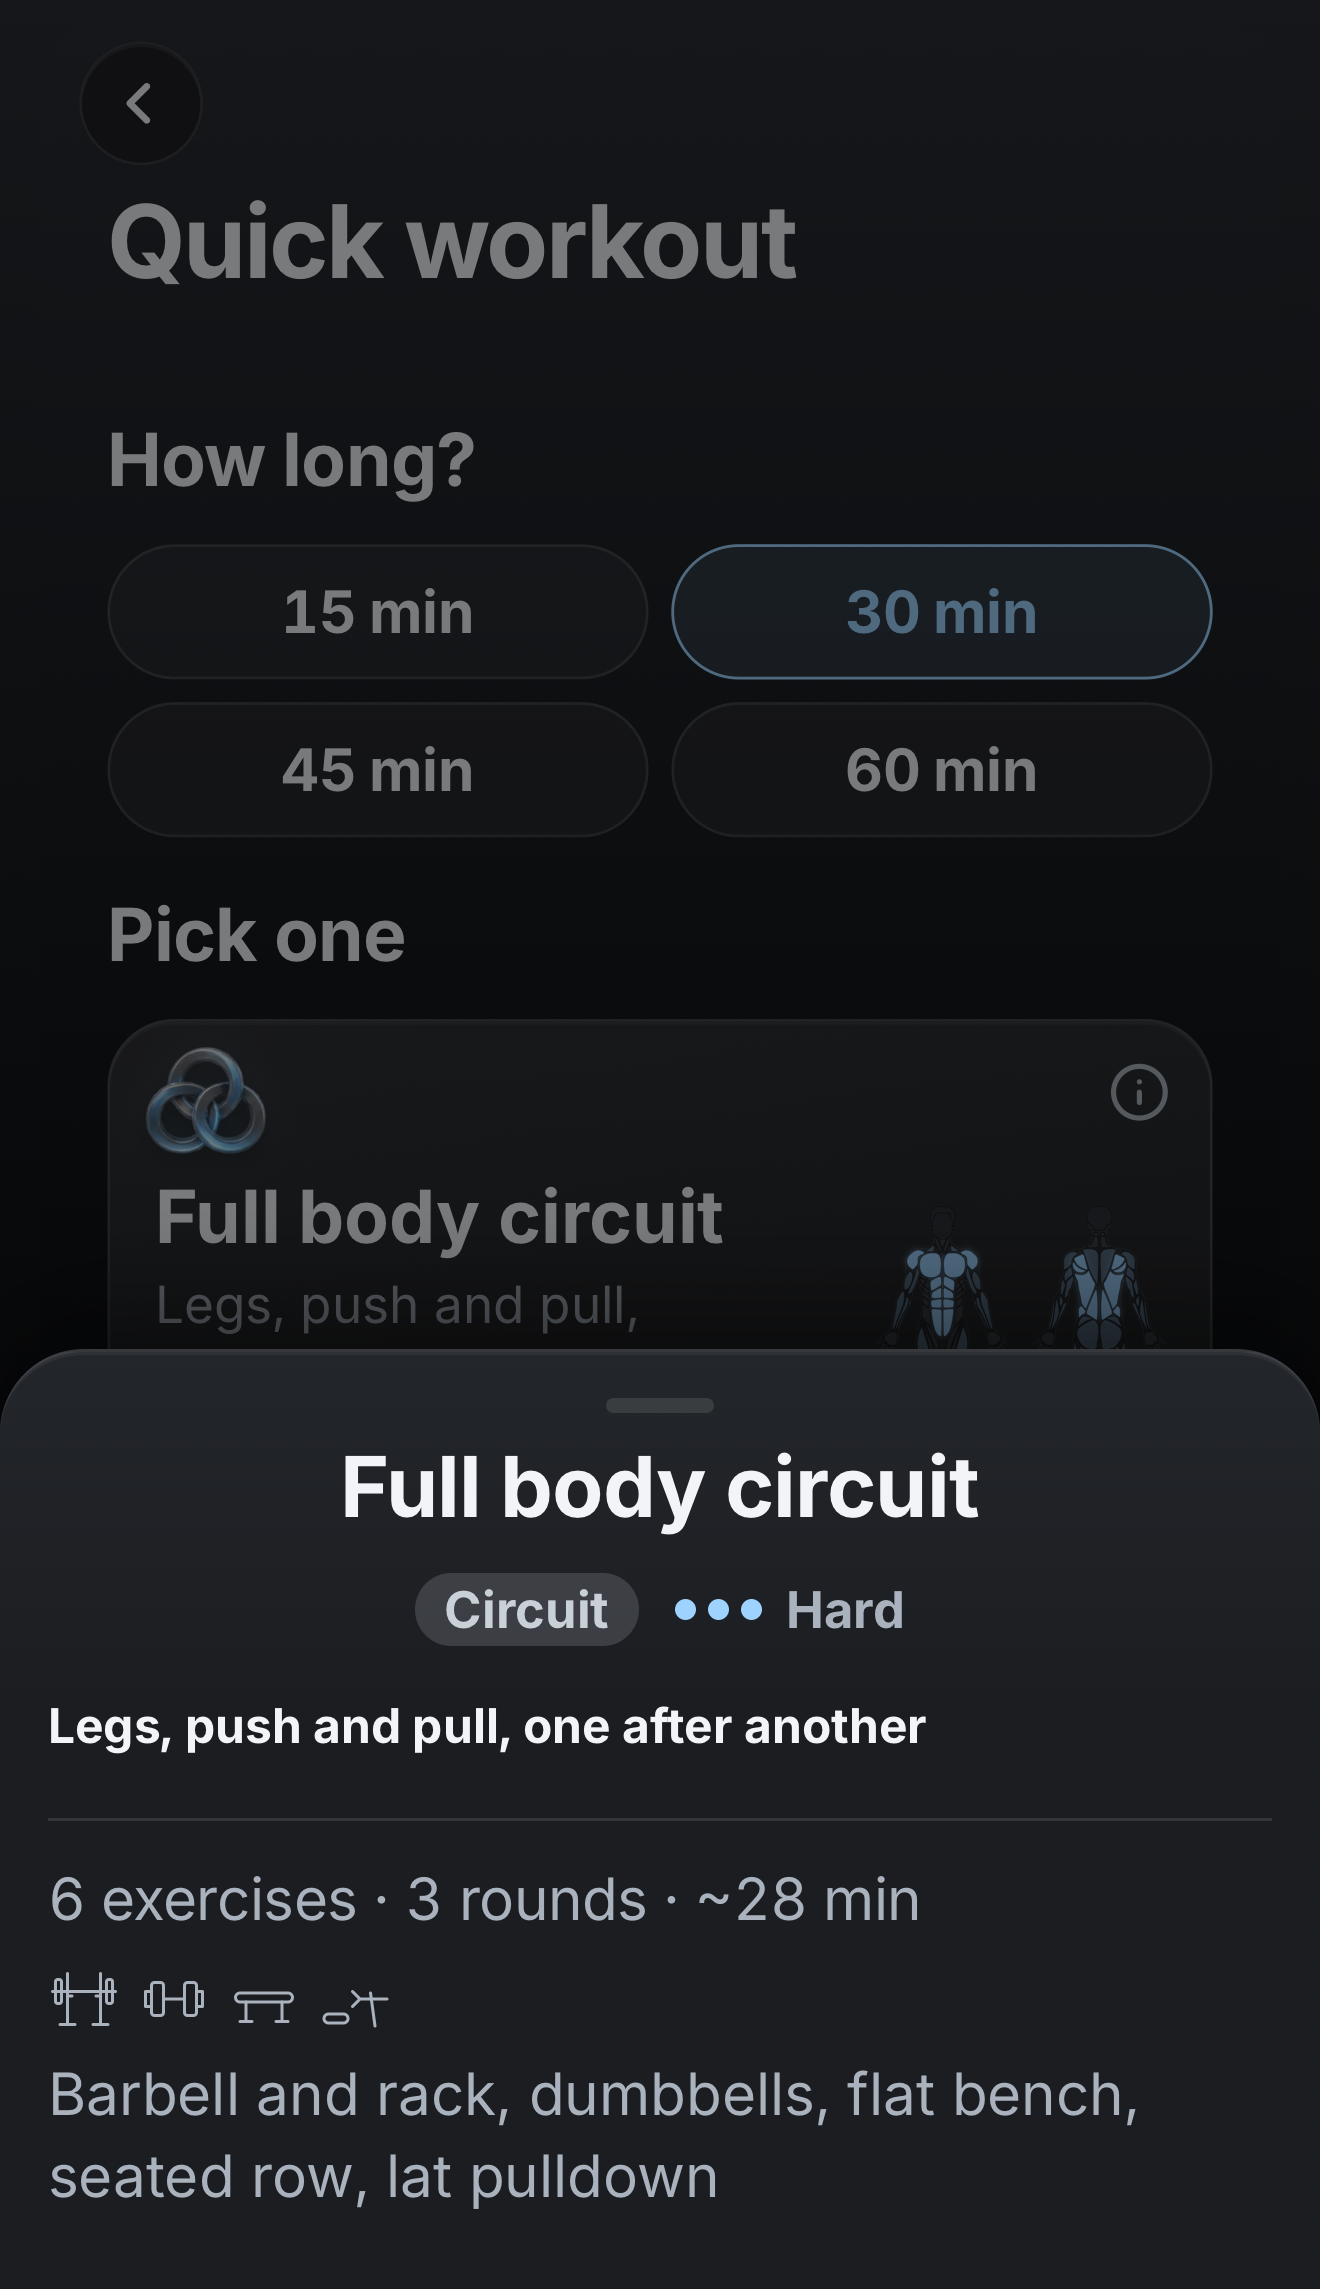 Quick workout
How long?
15 min
30 min
45 min
60 min
Pick one
Full body circuit
Legs, push and pull,
Full body circuit
Circuit
Hard
Legs, push and pull, one after another
6 exercises · 3 rounds · ~28 min
Barbell and rack, dumbbells, flat bench,
seated row, lat pulldown